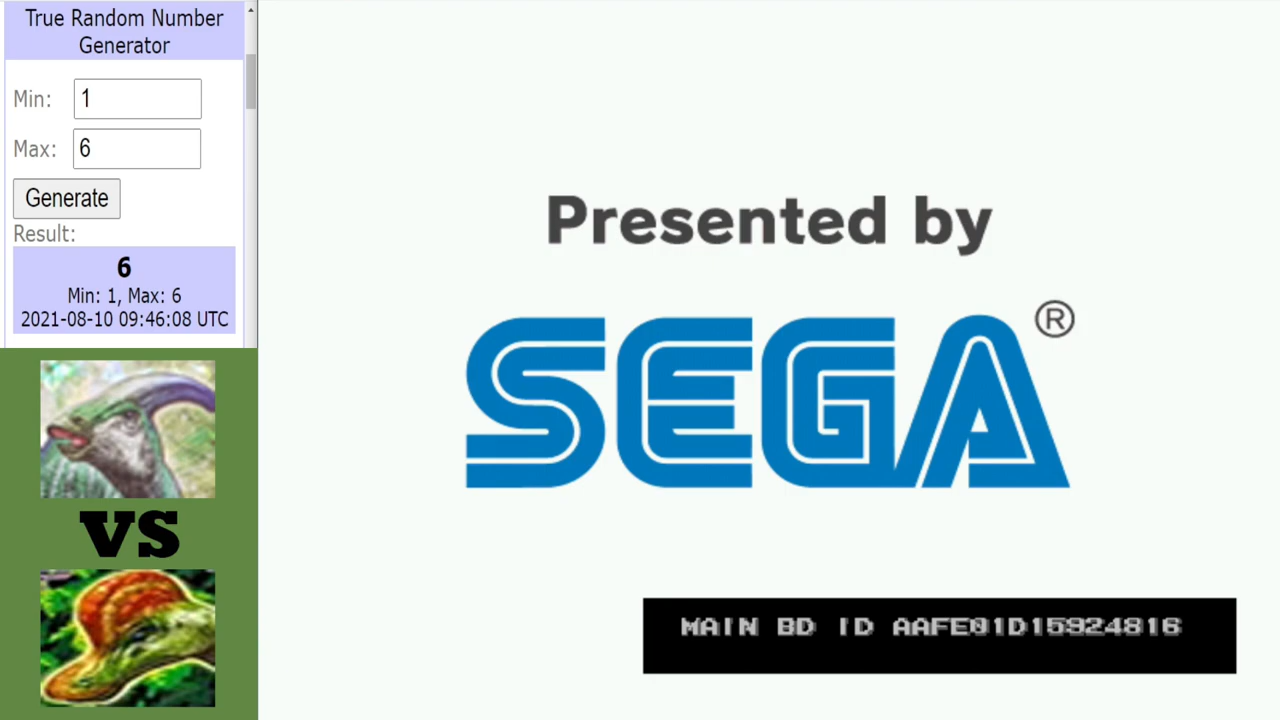 True Random Number
Generator
Min: 1
Max: 6
Generate
Result:
6
Min: 1, Max: 6
2021-08-10 09:46:08 UTC
VS
Presented by
SEGA®
MAIN BD ID AAFE01D15924816